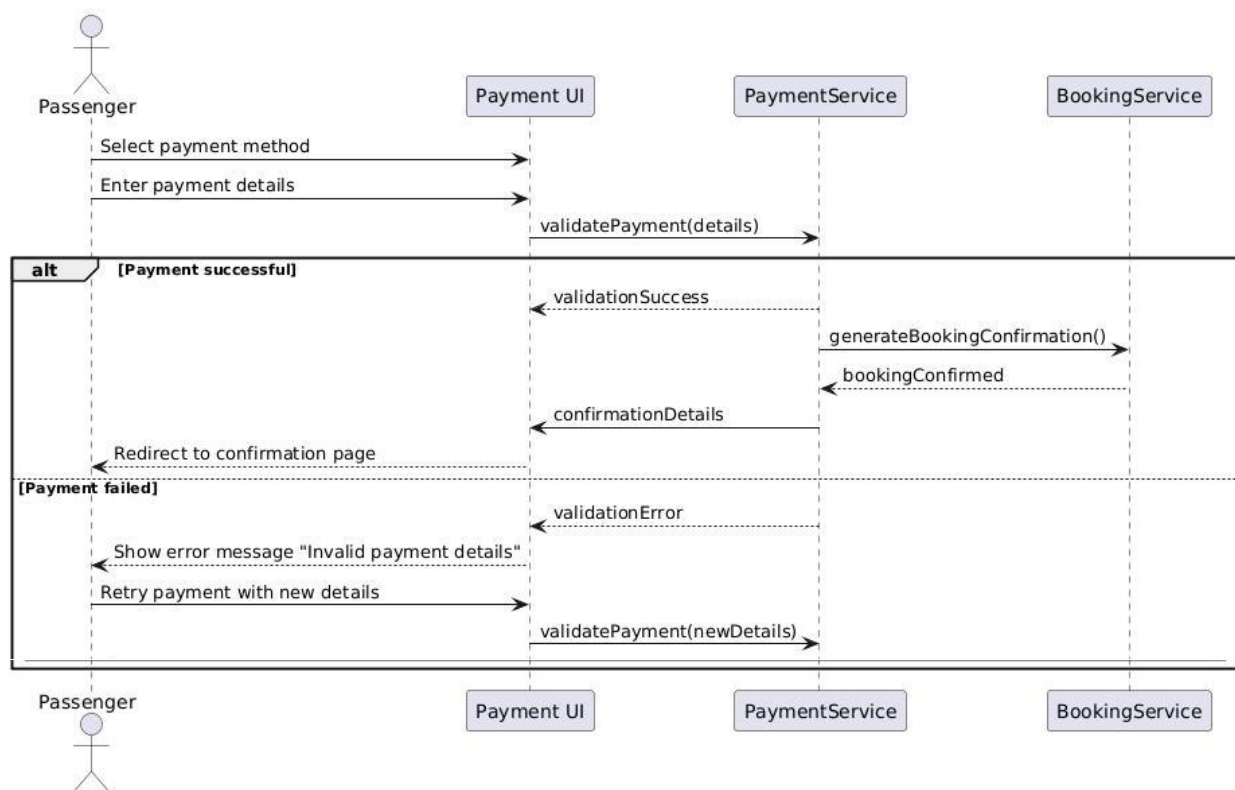 Passenger
Payment UI
PaymentService
BookingService
Select payment method
Enter payment details
validatePayment(details)
alt
[Payment successful]
validationSuccess
generateBookingConfirmation()
bookingConfirmed
confirmationDetails
Redirect to confirmation page
[Payment failed]
validationError
Show error message "Invalid payment details"
Retry payment with new details
validatePayment(newDetails)
Passenger
Payment UI
PaymentService
BookingService